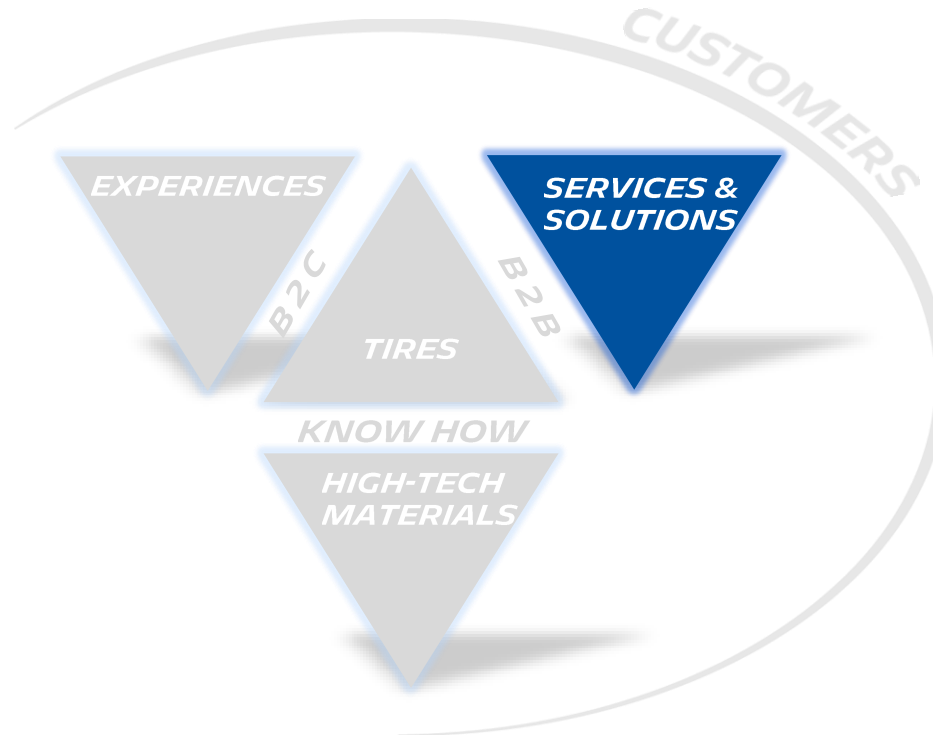 CUSTOMERS
EXPERIENCES
SERVICES &
SOLUTIONS
B2C
B2B
TIRES
KNOW HOW
HIGH-TECH
MATERIALS